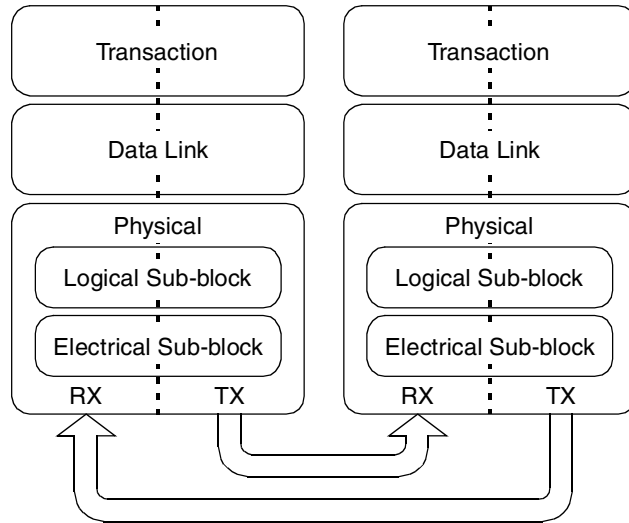 Transaction
Transaction
Data Link
Data Link
Physical
Physical
Logical Sub-block
Logical Sub-block
Electrical Sub-block
Electrical Sub-block
RX
TX
RX
TX